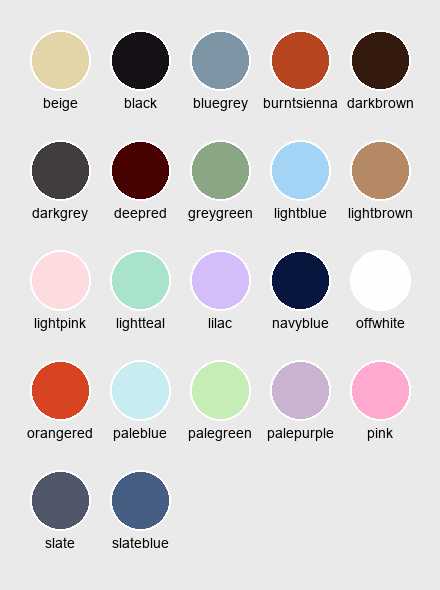 beige black bluegrey burntsienna darkbrown
darkgrey deepred greygreen lightblue lightbrown
lightpink lightteal lilac navyblue offwhite
orangered paleblue palegreen palepurple pink
slate slateblue